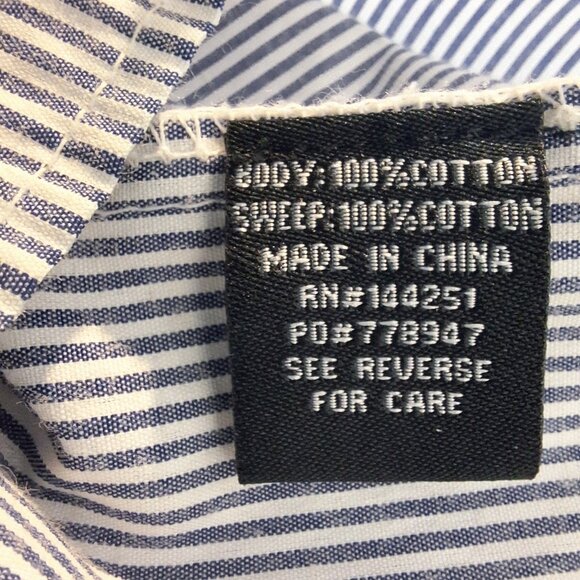 BODY:100%COTTON
SWEEP:100%COTTON
MADE IN CHINA
RN#144251
PO#778947
SEE REVERSE
FOR CARE